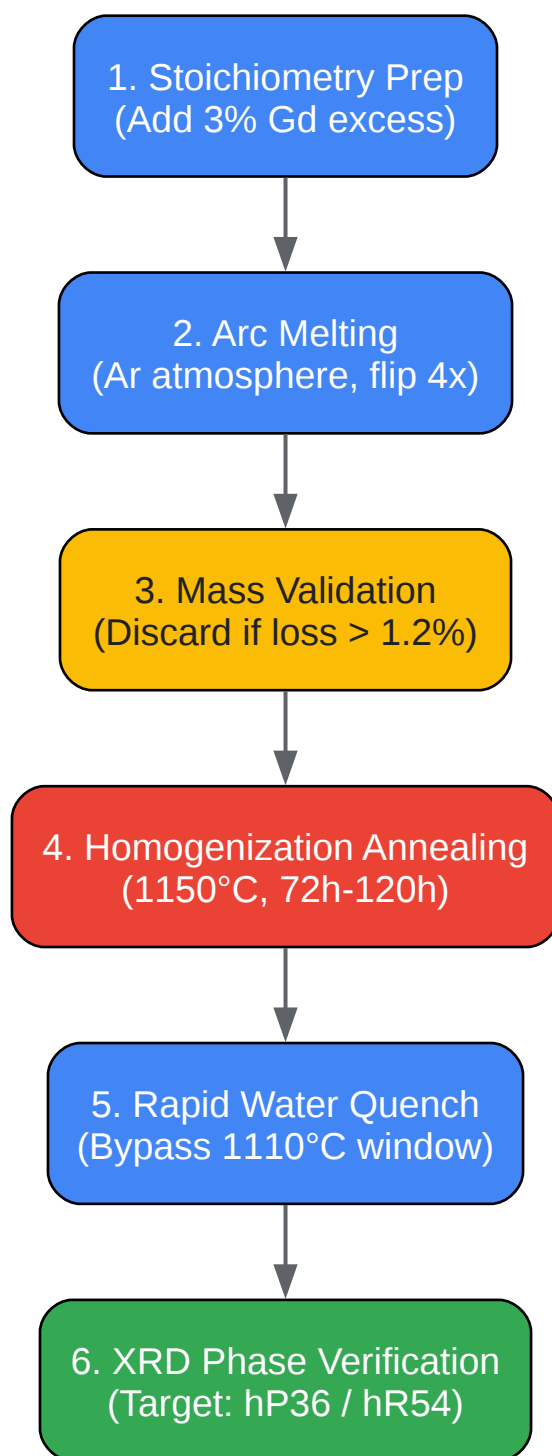 1. Stoichiometry Prep
(Add 3% Gd excess)
2. Arc Melting
(Ar atmosphere, flip 4x)
3. Mass Validation
(Discard if loss > 1.2%)
4. Homogenization Annealing
(1150°C, 72h-120h)
5. Rapid Water Quench
(Bypass 1110°C window)
6. XRD Phase Verification
(Target: hP36 / hR54)